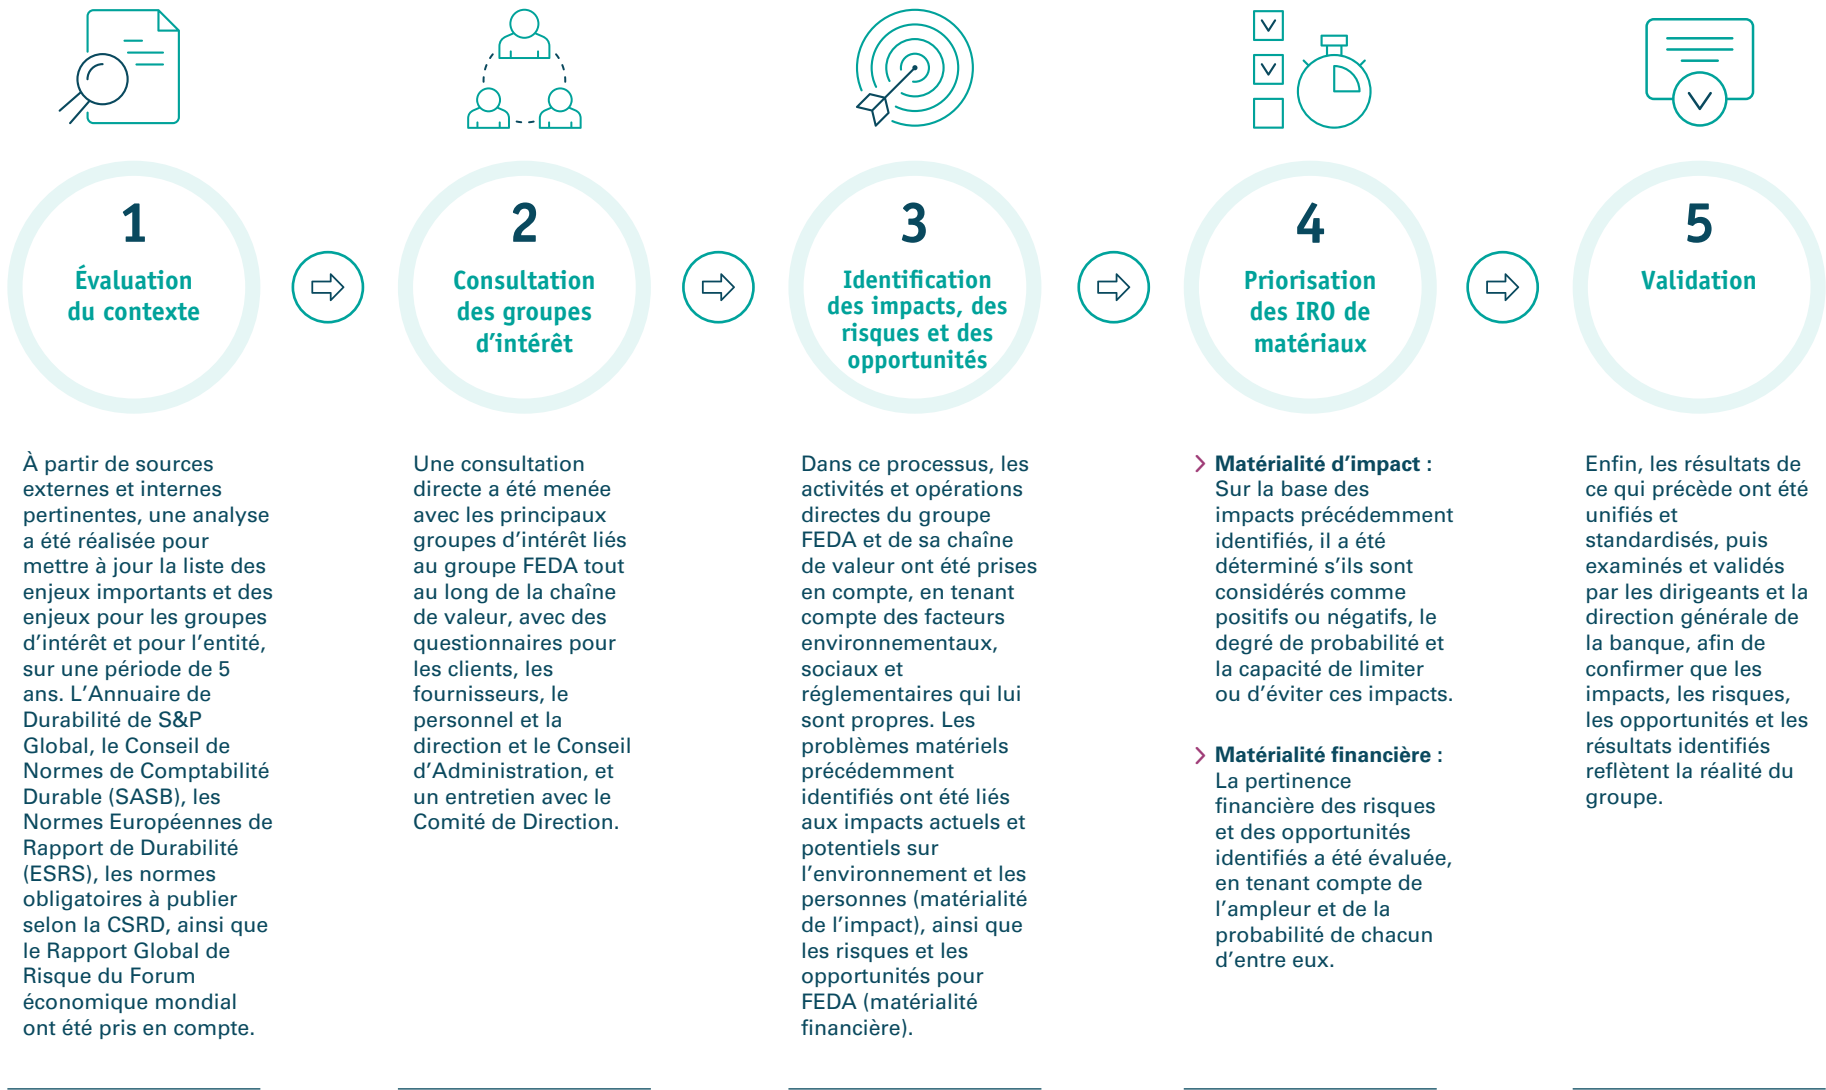 1
Évaluation
du contexte
À partir de sources
externes et internes
pertinentes, une analyse
a été réalisée pour
mettre à jour la liste des
enjeux importants et des
enjeux pour les groupes
d’intérêt et pour l’entité,
sur une période de 5
ans. L’Annuaire de
Durabilité de S&P
Global, le Conseil de
Normes de Comptabilité
Durable (SASB), les
Normes Européennes de
Rapport de Durabilité
(ESRS), les normes
obligatoires à publier
selon la CSRD, ainsi que
le Rapport Global de
Risque du Forum
économique mondial
ont été pris en compte.
2
Consultation
des groupes
d’intérêt
Une consultation
directe a été menée
avec les principaux
groupes d’intérêt liés
au groupe FEDA tout
au long de la chaîne
de valeur, avec des
questionnaires pour
les clients, les
fournisseurs, le
personnel et la
direction et le Conseil
d’Administration, et
un entretien avec le
Comité de Direction.
3
Identification
des impacts, des
risques et des
opportunités
Dans ce processus, les
activités et opérations
directes du groupe
FEDA et de sa chaîne
de valeur ont été prises
en compte, en tenant
compte des facteurs
environnementaux,
sociaux et
réglementaires qui lui
sont propres. Les
problèmes matériels
précédemment
identifiés ont été liés
aux impacts actuels et
potentiels sur
l’environnement et les
personnes (matérialité
de l’impact), ainsi que
les risques et les
opportunités pour
FEDA (matérialité
financière).
4
Priorisation
des IRO de
matériaux
Matérialité d’impact :
Sur la base des
impacts précédemment
identifiés, il a été
déterminé s’ils sont
considérés comme
positifs ou négatifs, le
degré de probabilité et
la capacité de limiter
ou d’éviter ces impacts.
Matérialité financière :
La pertinence
financière des risques
et des opportunités
identifiés a été évaluée,
en tenant compte de
l’ampleur et de la
probabilité de chacun
d’entre eux.
5
Validation
Enfin, les résultats de
ce qui précède ont été
unifiés et
standardisés, puis
examinés et validés
par les dirigeants et la
direction générale de
la banque, afin de
confirmer que les
impacts, les risques,
les opportunités et les
résultats identifiés
reflètent la réalité du
groupe.